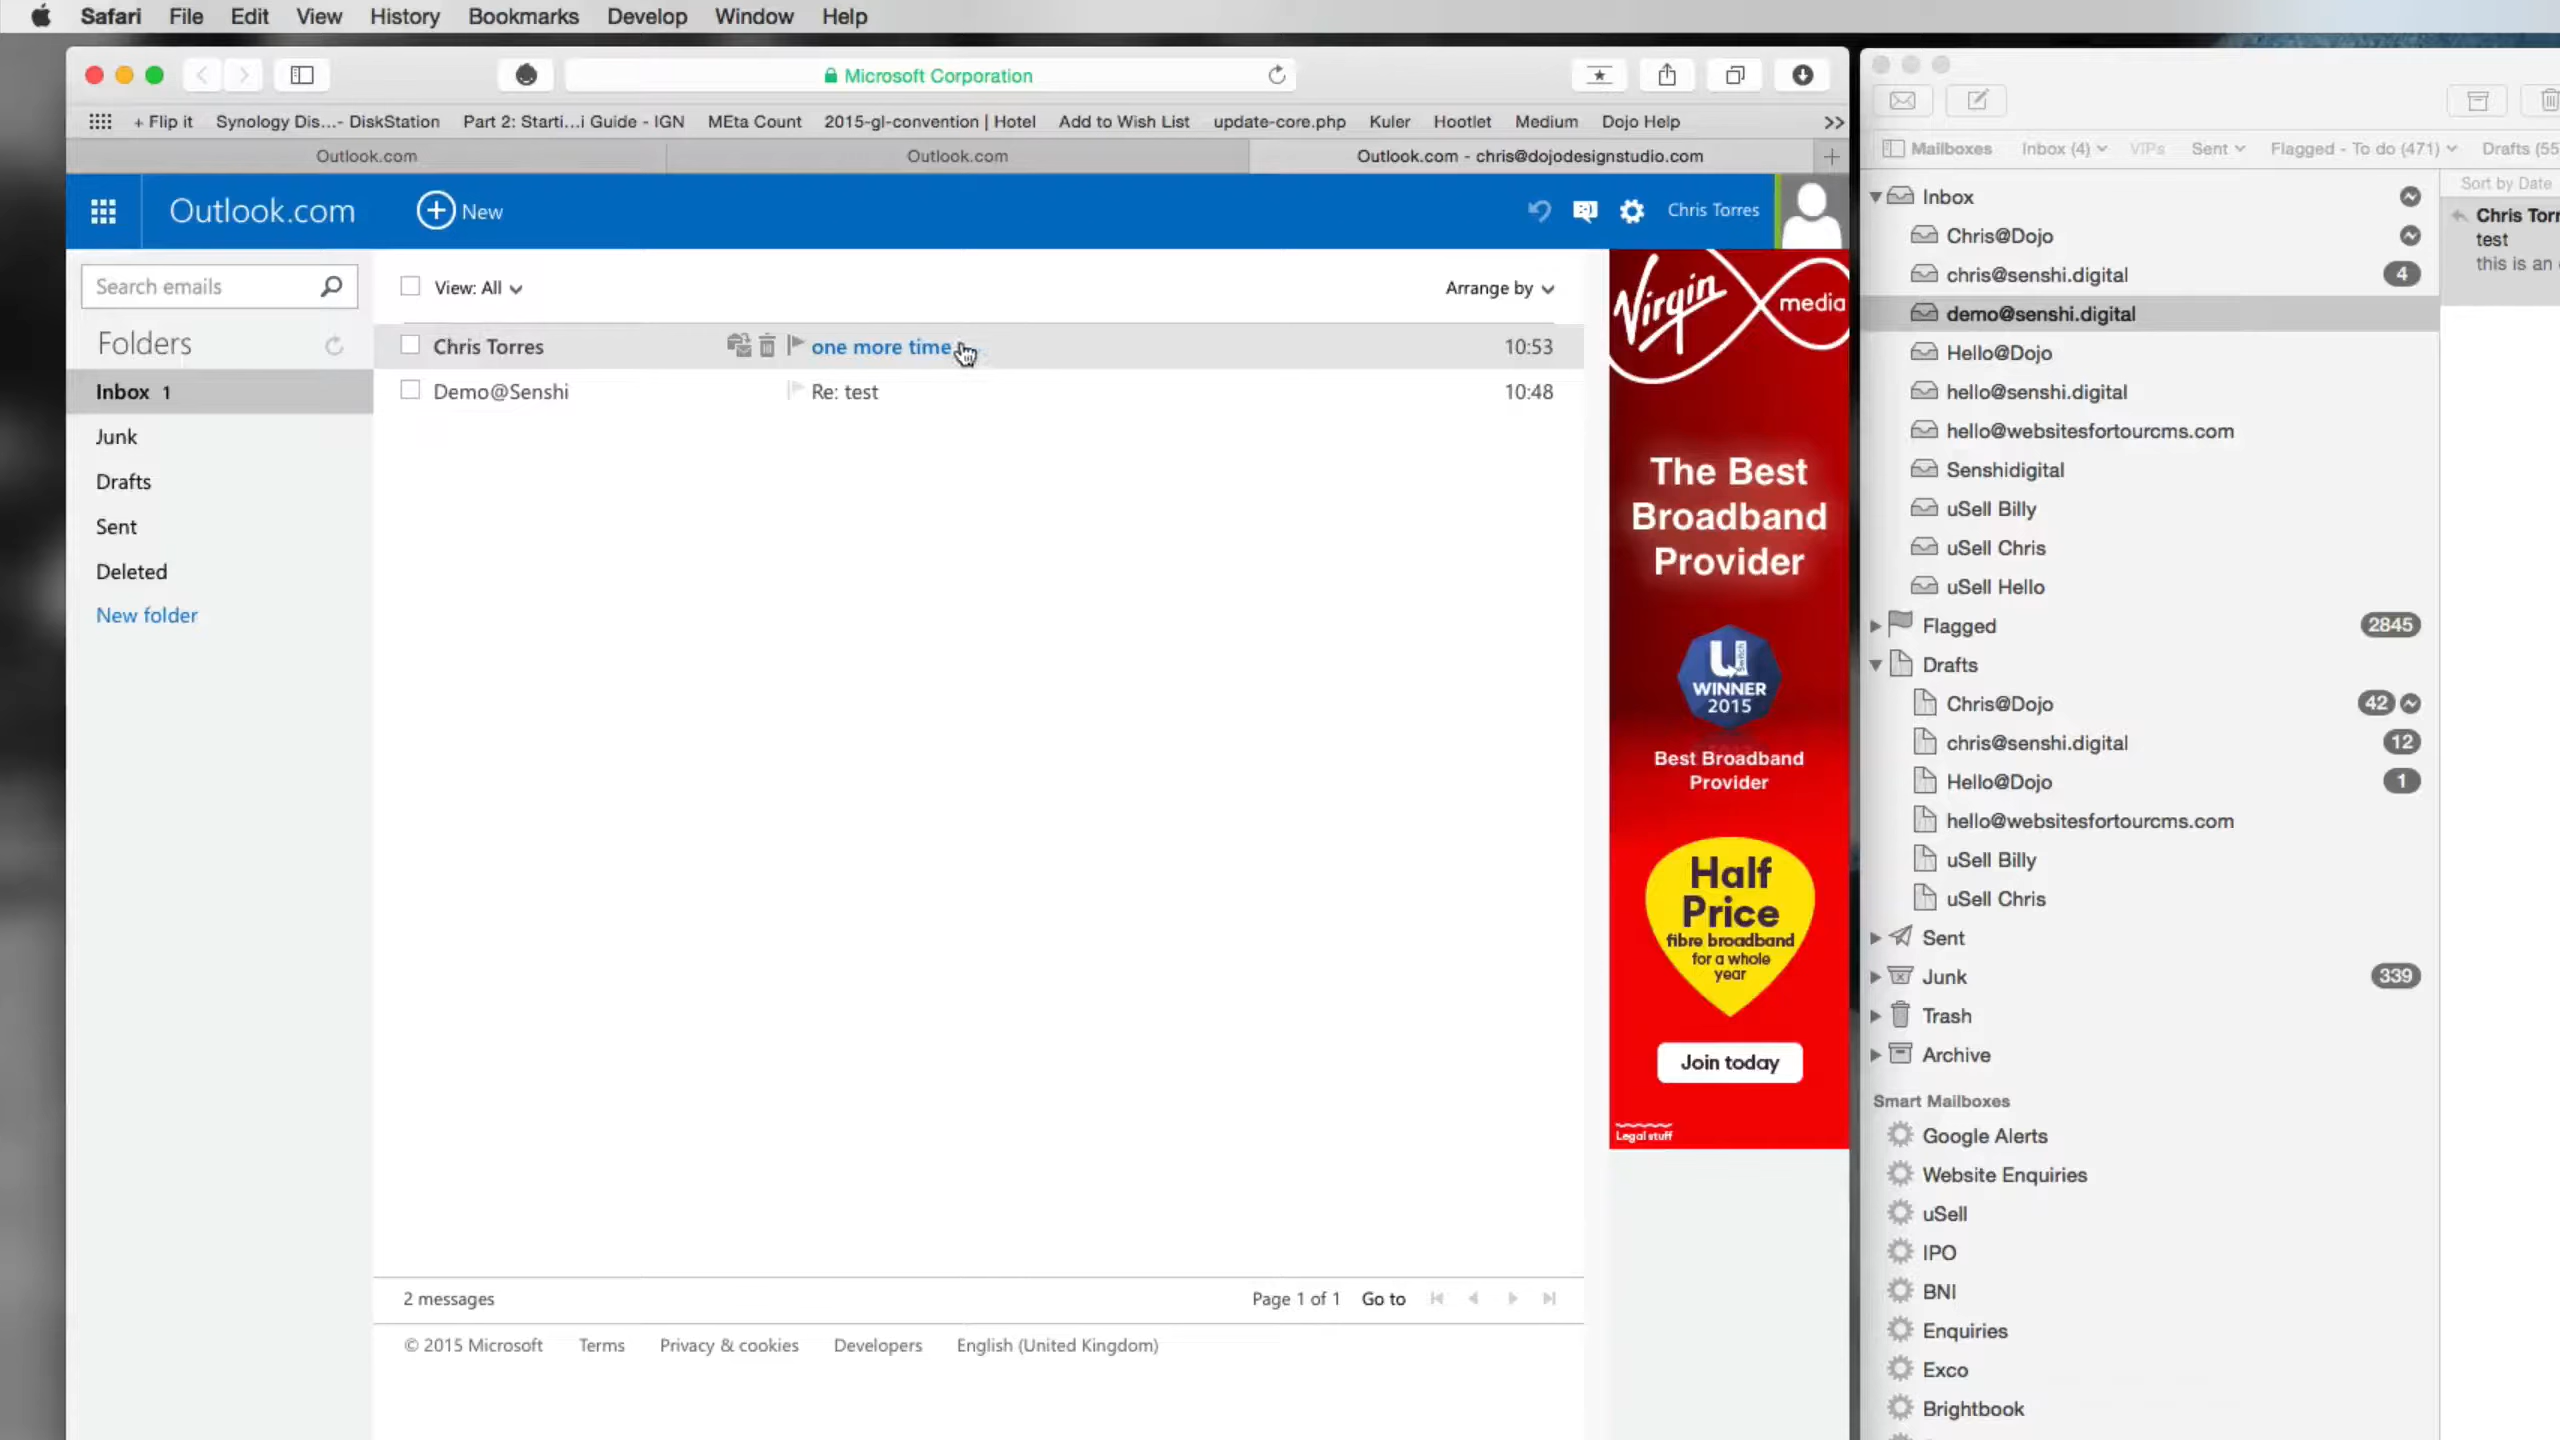 Safari File Edit View History Bookmarks Develop Window Help
Microsoft Corporation
+ Flip it Synology Dis...- DiskStation Part 2: Starti...i Guide - IGN MEta Count 2015-gl-convention | Hotel Add to Wish List update-core.php Kuler Hootlet Medium Dojo Help
Outlook.com Outlook.com Outlook.com - chris@dojodesignstudio.com
Outlook.com New Chris Torres
Search emails
View: All Arrange by
Folders
Chris Torres one more time 10:53
Inbox 1
Demo@Senshi Re: test 10:48
Junk
Drafts
Sent
Deleted
New folder
2 messages Page 1 of 1 Go to
© 2015 Microsoft Terms Privacy & cookies Developers English (United Kingdom)
Virgin media
The Best
Broadband
Provider
U
Switch
WINNER
2015
Best Broadband
Provider
Half
Price
fibre broadband
for a whole
year
Join today
Legal stuff
Mailboxes Inbox (4) VIPs Sent Flagged - To do (471) Drafts (55
Sort by Date
Inbox
Chris@Dojo
chris@senshi.digital 4
demo@senshi.digital
Hello@Dojo
hello@senshi.digital
hello@websitesfortourcms.com
Senshidigital
uSell Billy
uSell Chris
uSell Hello
Flagged 2845
Drafts
Chris@Dojo 42
chris@senshi.digital 12
Hello@Dojo 1
hello@websitesfortourcms.com
uSell Billy
uSell Chris
Sent
Junk 339
Trash
Archive
Smart Mailboxes
Google Alerts
Website Enquiries
uSell
IPO
BNI
Enquiries
Exco
Brightbook
Chris Torr
test
this is an